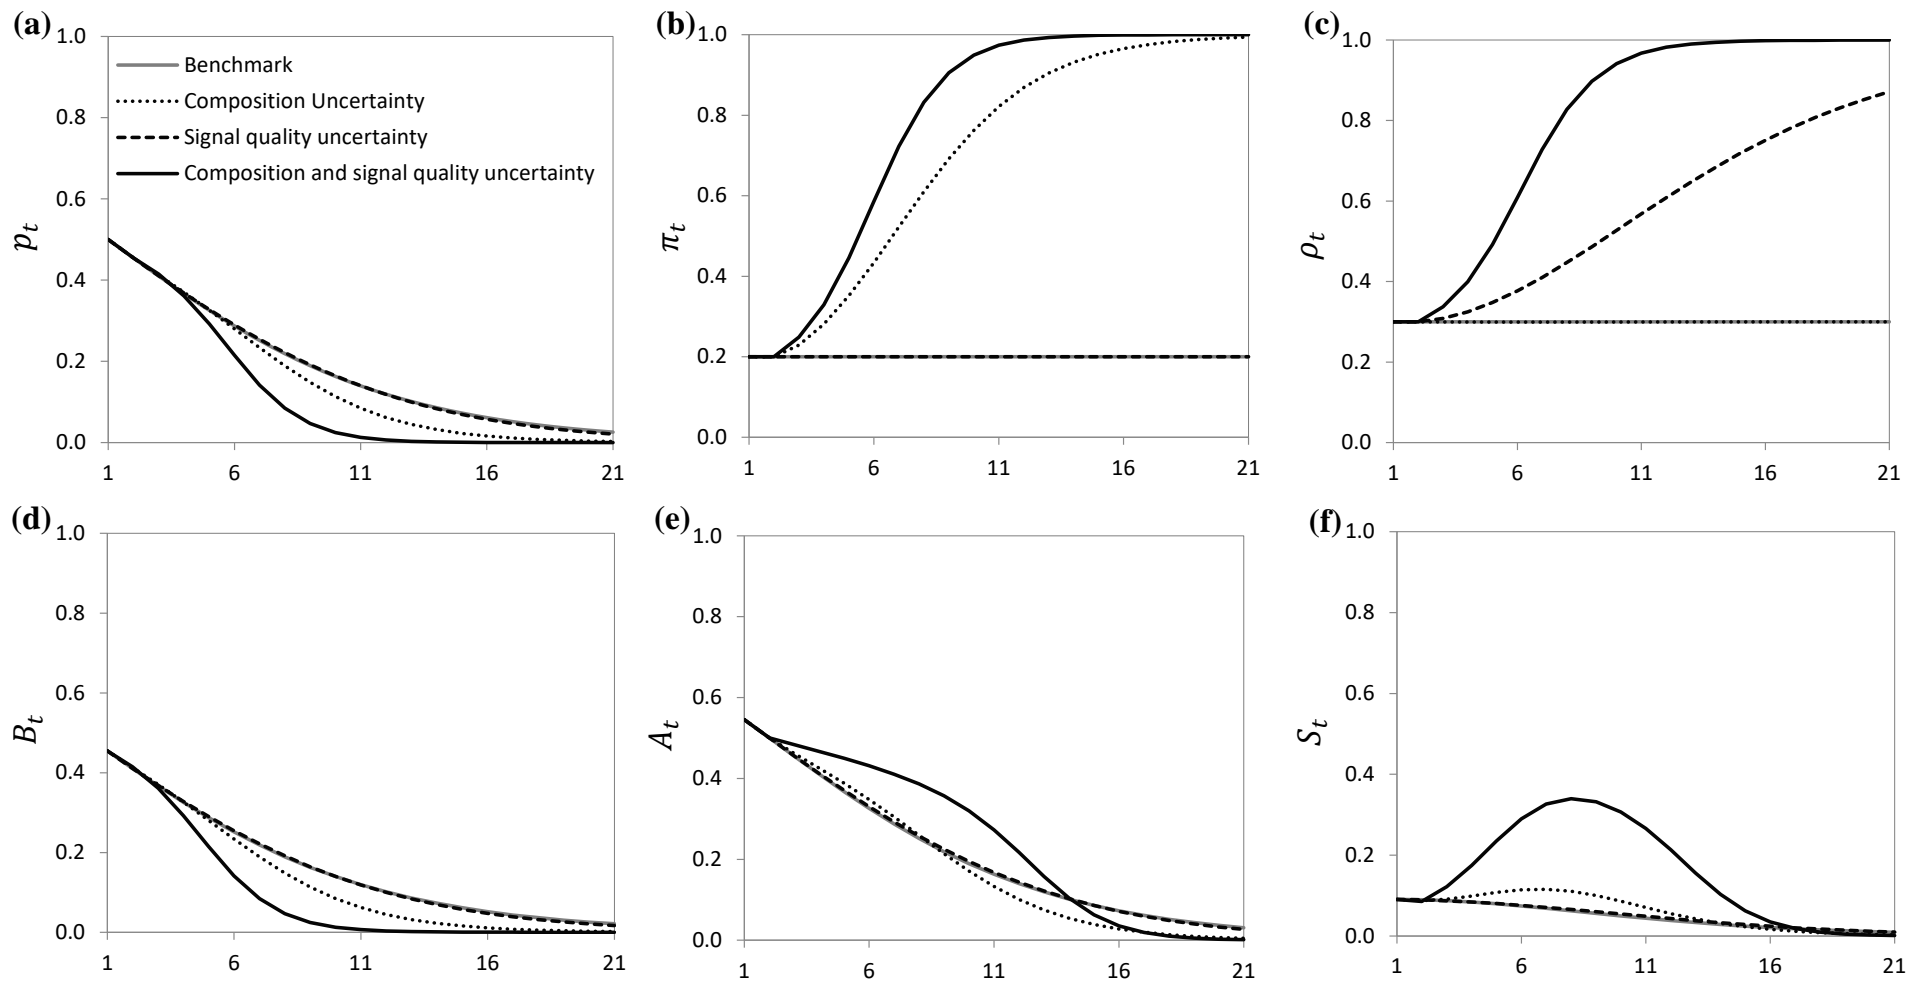 (a)
1.0
0.8
0.6
0.4
0.2
0.0
p_t
Benchmark
Composition Uncertainty
Signal quality uncertainty
Composition and signal quality uncertainty
1 6 11 16 21
(b)
1.0
0.8
0.6
0.4
0.2
0.0
π_t
1 6 11 16 21
(c)
1.0
0.8
0.6
0.4
0.2
0.0
ρ_t
1 6 11 16 21
(d)
1.0
0.8
0.6
0.4
0.2
0.0
B_t
1 6 11 16 21
(e)
1.0
0.8
0.6
0.4
0.2
0.0
A_t
1 6 11 16 21
(f)
1.0
0.8
0.6
0.4
0.2
0.0
S_t
1 6 11 16 21